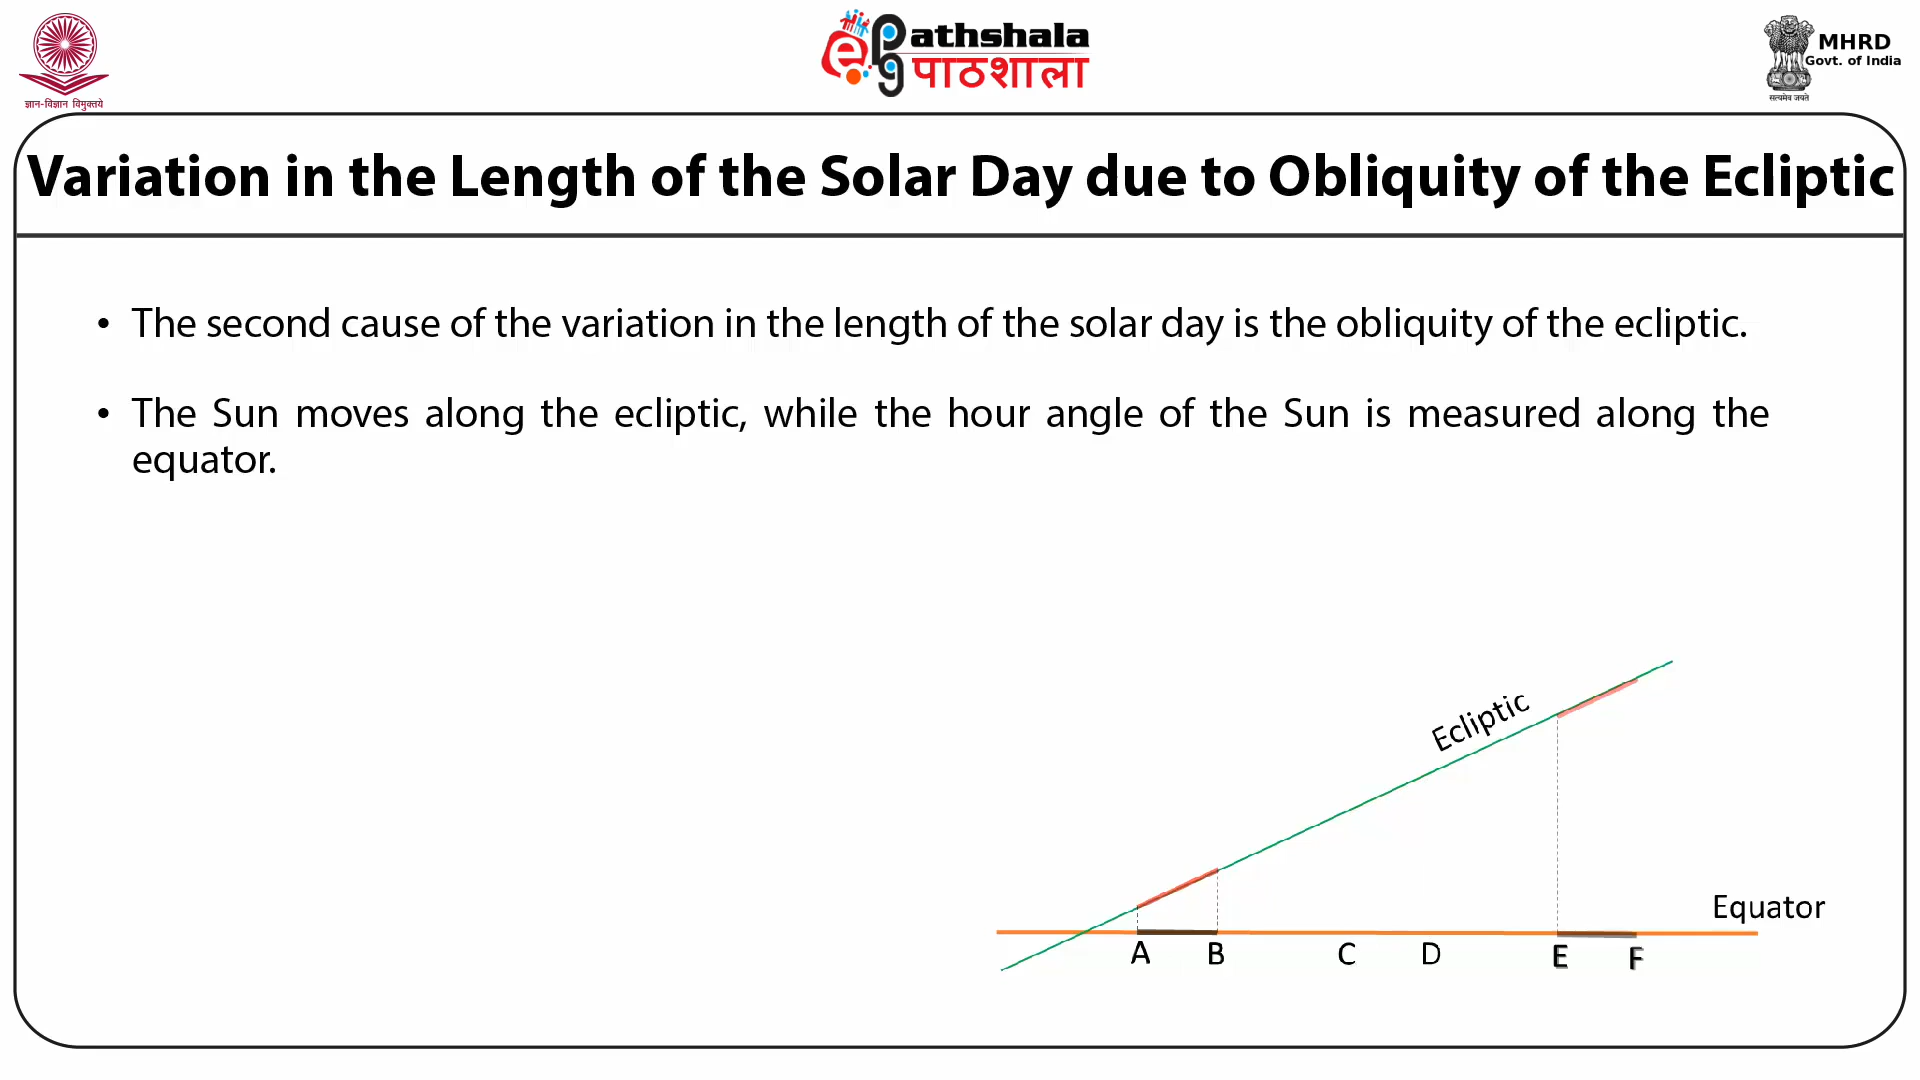 ज्ञान-विज्ञान विमुक्तये
ePathshala
पाठशाला
MHRD
Govt. of India
सत्यमेव जयते
Variation in the Length of the Solar Day due to Obliquity of the Ecliptic
• The second cause of the variation in the length of the solar day is the obliquity of the ecliptic.
• The Sun moves along the ecliptic, while the hour angle of the Sun is measured along the
equator.
Ecliptic
Equator
A B C D E F